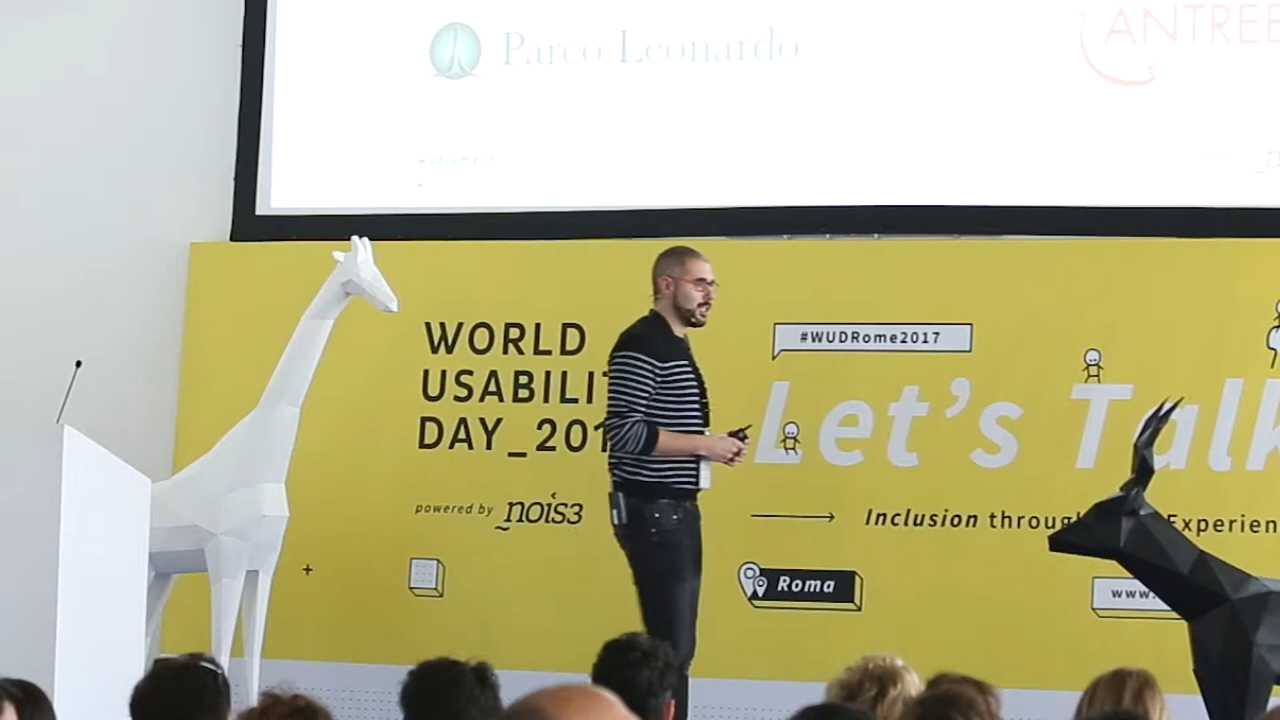 Parco Leonardo
ANTREE
WORLD
USABILI
DAY_201
powered by nois3
#WUDRome2017
Let's Talk
Inclusion through Experien
Roma
www.